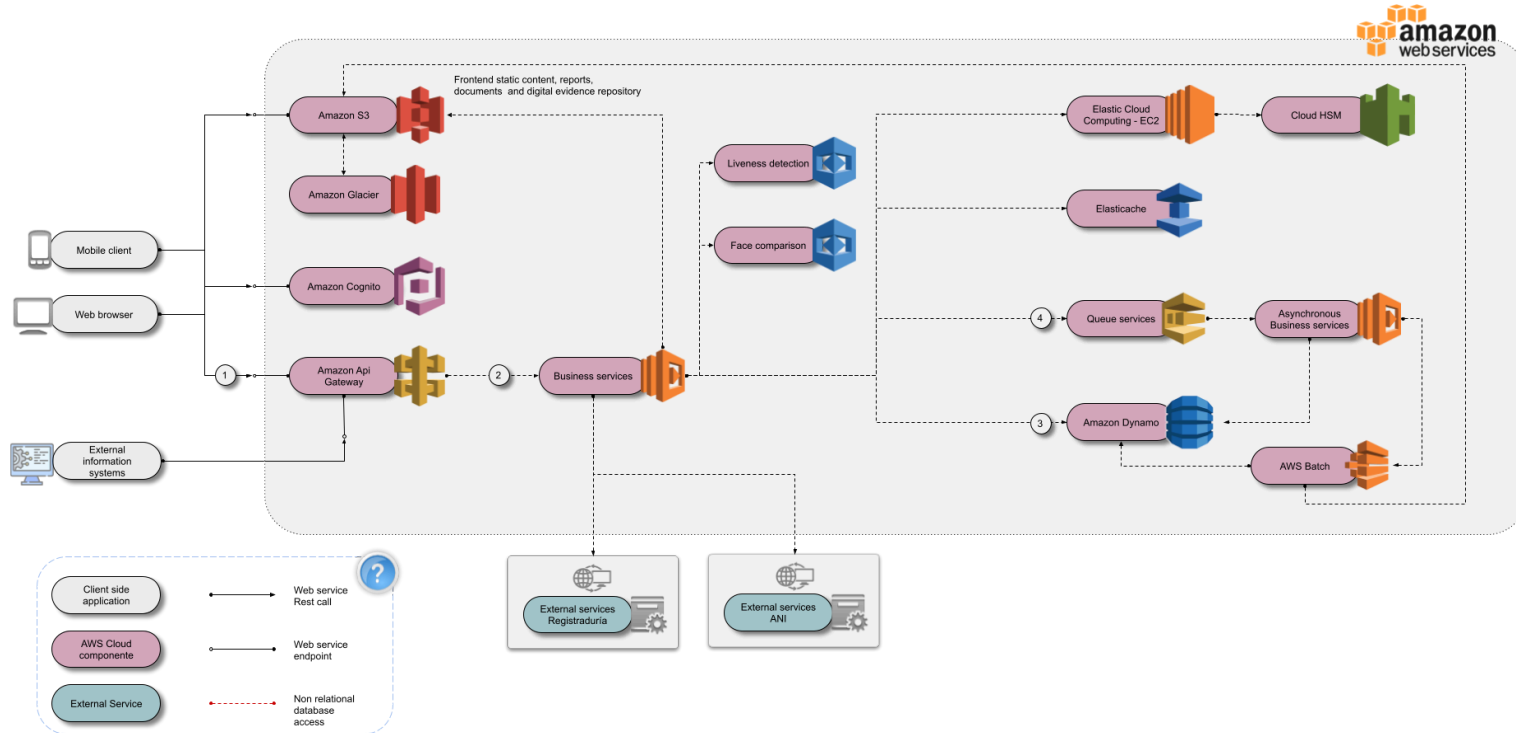 amazon
webservices
Frontend static content, reports,
documents  and digital evidence repository
Amazon S3
Elastic Cloud
Computing - EC2
Cloud HSM
Liveness detection
Amazon Glacier
Elasticache
Mobile client
Face comparison
Amazon Cognito
Web browser
4
Queue services
Asynchronous
Business services
1
Amazon Api
Gateway
2
Business services
3
Amazon Dynamo
External
information
systems
AWS Batch
?
Client side
application
Web service
Rest call
AWS Cloud
componente
Web service
endpoint
External Service
Non relational
database
access
External services
Registraduría
External services
ANI